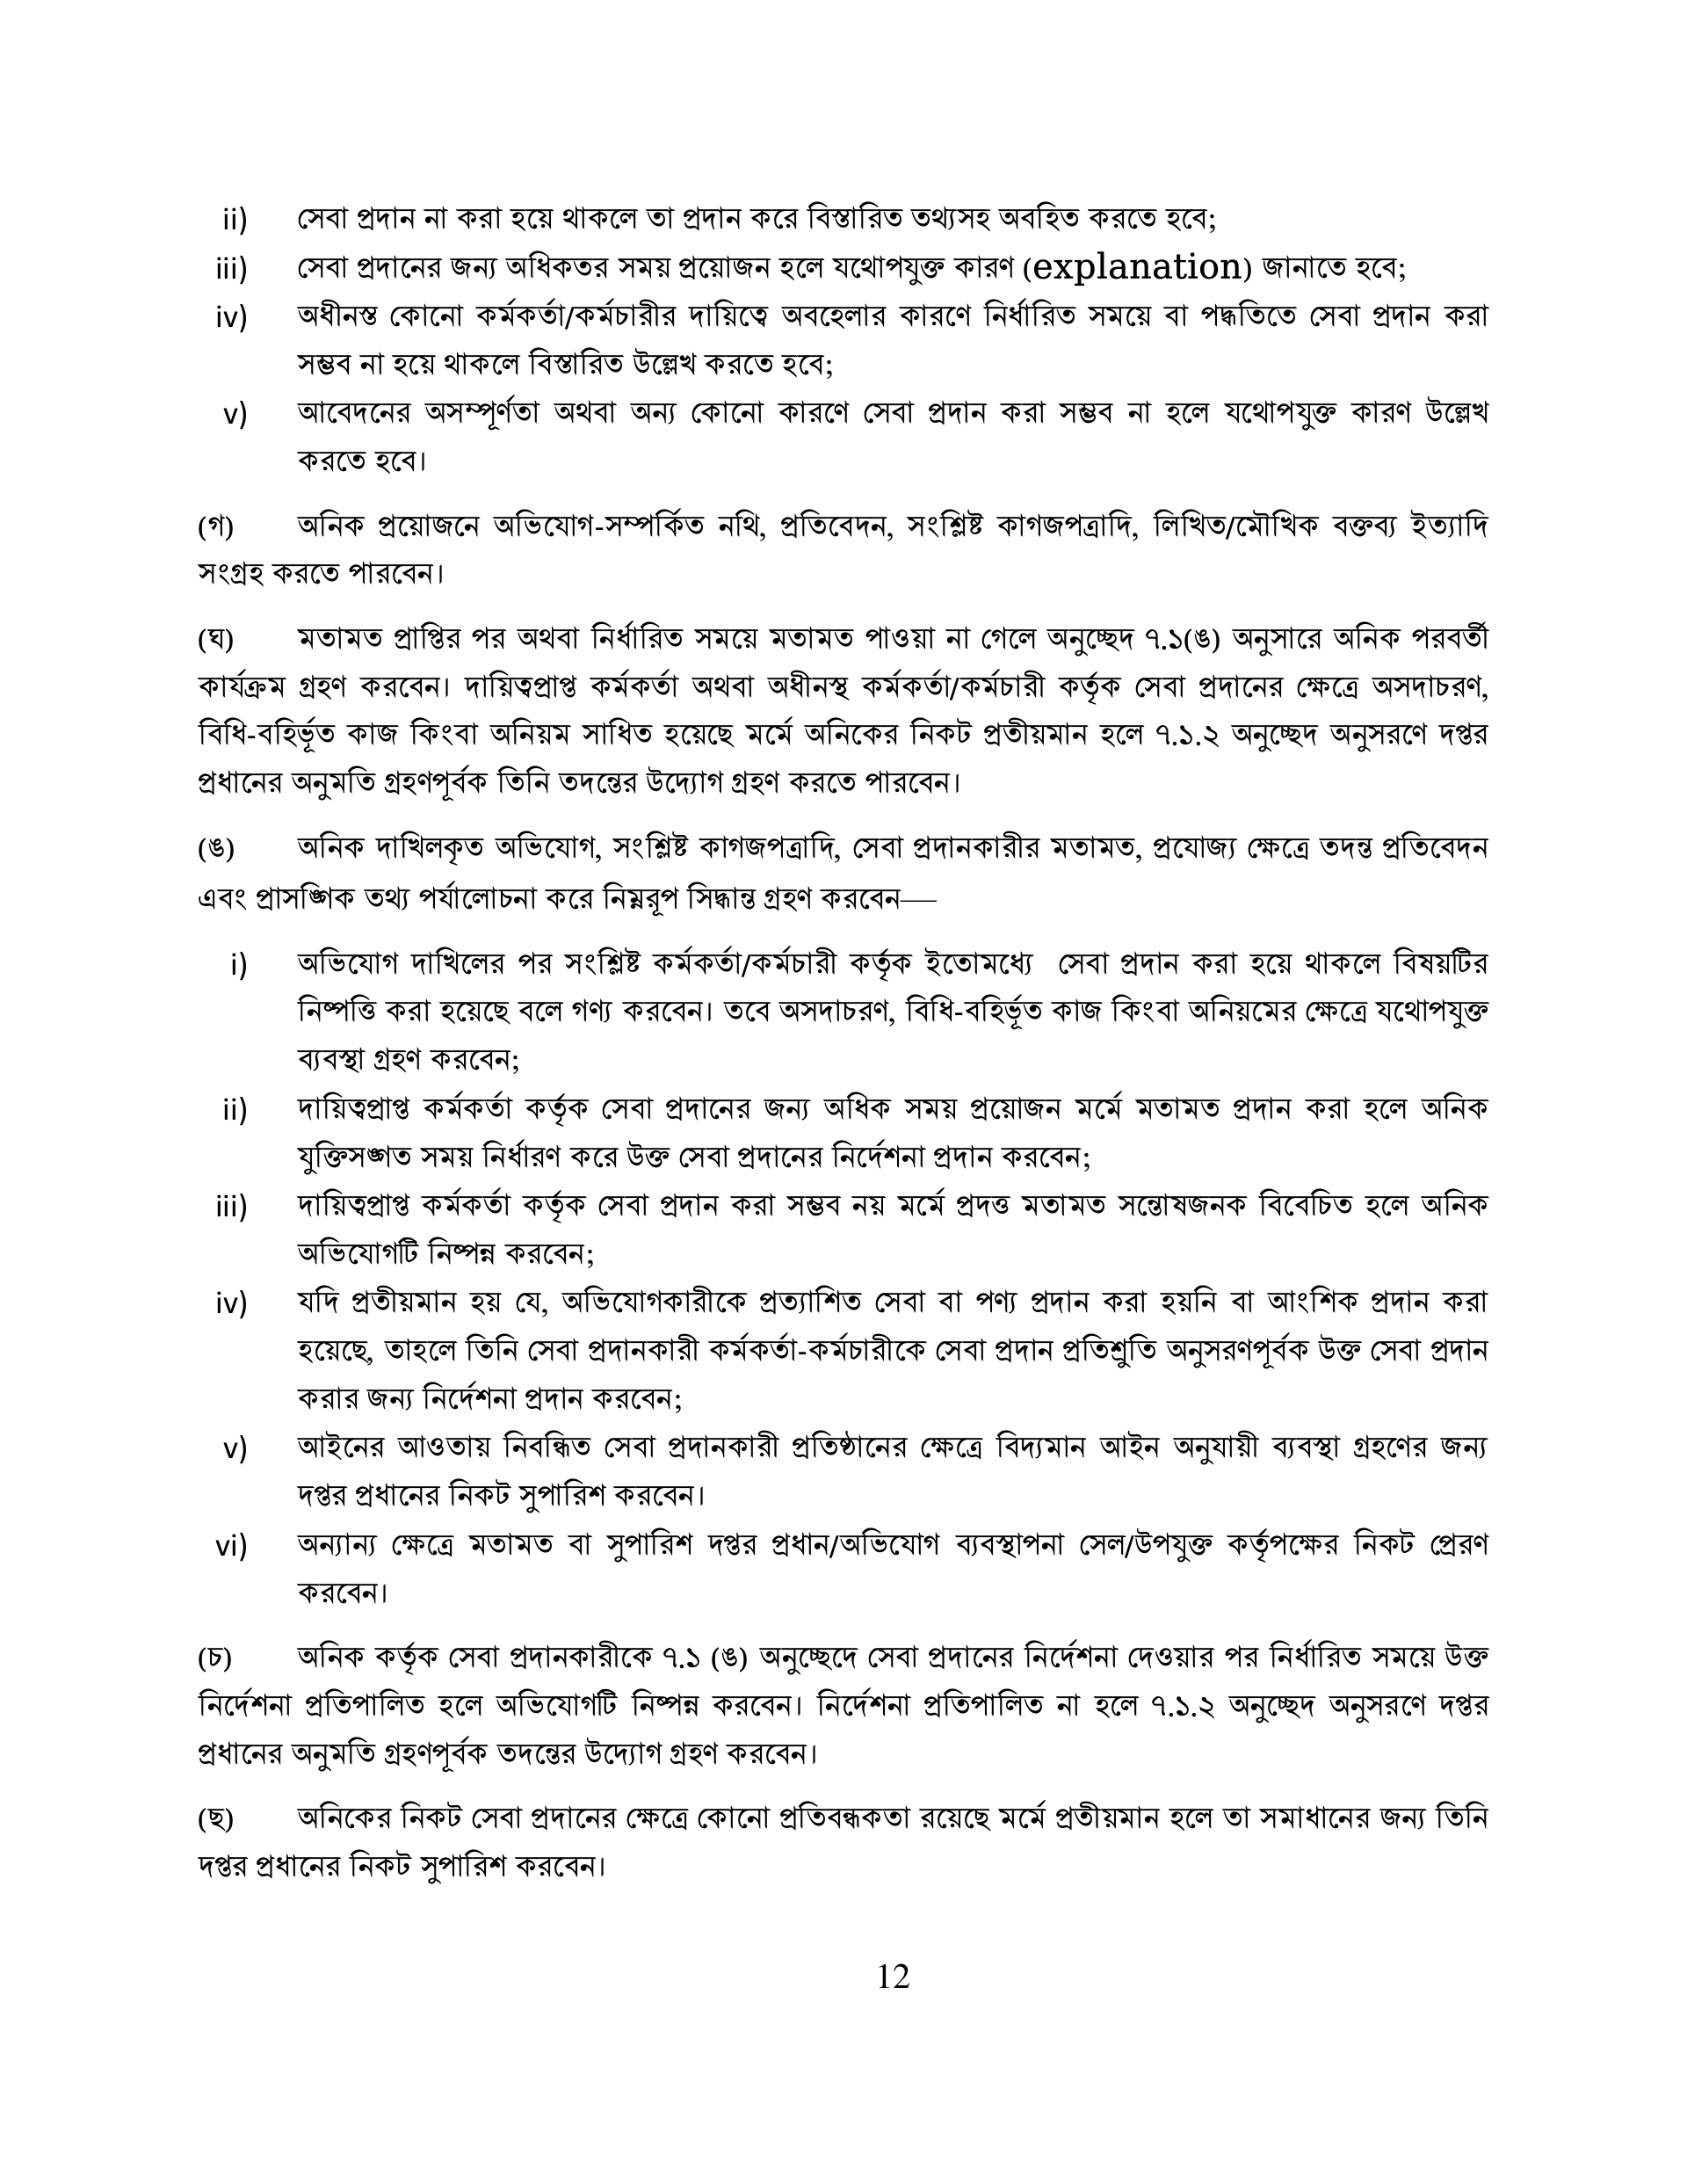 ii) সেবা প্রদান না করা হয়ে থাকলে তা প্রদান করে বিস্তারিত তথ্যসহ অবহিত করতে হবে;
iii) সেবা প্রদানের জন্য অধিকতর সময় প্রয়োজন হলে যথোপযুক্ত কারণ (explanation) জানাতে হবে;
iv) অধীনস্ত কোনো কর্মকর্তা/কর্মচারীর দায়িত্বে অবহেলার কারণে নির্ধারিত সময়ে বা পদ্ধতিতে সেবা প্রদান করা
সম্ভব না হয়ে থাকলে বিস্তারিত উল্লেখ করতে হবে;
v) আবেদনের অসম্পূর্ণতা অথবা অন্য কোনো কারণে সেবা প্রদান করা সম্ভব না হলে যথোপযুক্ত কারণ উল্লেখ
করতে হবে।
(গ) অনিক প্রয়োজনে অভিযোগ-সম্পর্কিত নথি, প্রতিবেদন, সংশ্লিষ্ট কাগজপত্রাদি, লিখিত/মৌখিক বক্তব্য ইত্যাদি
সংগ্রহ করতে পারবেন।
(ঘ) মতামত প্রাপ্তির পর অথবা নির্ধারিত সময়ে মতামত পাওয়া না গেলে অনুচ্ছেদ ৭.১(ঙ) অনুসারে অনিক পরবর্তী
কার্যক্রম গ্রহণ করবেন। দায়িত্বপ্রাপ্ত কর্মকর্তা অথবা অধীনস্থ কর্মকর্তা/কর্মচারী কর্তৃক সেবা প্রদানের ক্ষেত্রে অসদাচরণ,
বিধি-বহির্ভূত কাজ কিংবা অনিয়ম সাধিত হয়েছে মর্মে অনিকের নিকট প্রতীয়মান হলে ৭.১.২ অনুচ্ছেদ অনুসরণে দপ্তর
প্রধানের অনুমতি গ্রহণপূর্বক তিনি তদন্তের উদ্যোগ গ্রহণ করতে পারবেন।
(ঙ) অনিক দাখিলকৃত অভিযোগ, সংশ্লিষ্ট কাগজপত্রাদি, সেবা প্রদানকারীর মতামত, প্রযোজ্য ক্ষেত্রে তদন্ত প্রতিবেদন
এবং প্রাসঙ্গিক তথ্য পর্যালোচনা করে নিম্নরূপ সিদ্ধান্ত গ্রহণ করবেন—
i) অভিযোগ দাখিলের পর সংশ্লিষ্ট কর্মকর্তা/কর্মচারী কর্তৃক ইতোমধ্যে সেবা প্রদান করা হয়ে থাকলে বিষয়টির
নিষ্পত্তি করা হয়েছে বলে গণ্য করবেন। তবে অসদাচরণ, বিধি-বহির্ভূত কাজ কিংবা অনিয়মের ক্ষেত্রে যথোপযুক্ত
ব্যবস্থা গ্রহণ করবেন;
ii) দায়িত্বপ্রাপ্ত কর্মকর্তা কর্তৃক সেবা প্রদানের জন্য অধিক সময় প্রয়োজন মর্মে মতামত প্রদান করা হলে অনিক
যুক্তিসঙ্গত সময় নির্ধারণ করে উক্ত সেবা প্রদানের নির্দেশনা প্রদান করবেন;
iii) দায়িত্বপ্রাপ্ত কর্মকর্তা কর্তৃক সেবা প্রদান করা সম্ভব নয় মর্মে প্রদত্ত মতামত সন্তোষজনক বিবেচিত হলে অনিক
অভিযোগটি নিষ্পন্ন করবেন;
iv) যদি প্রতীয়মান হয় যে, অভিযোগকারীকে প্রত্যাশিত সেবা বা পণ্য প্রদান করা হয়নি বা আংশিক প্রদান করা
হয়েছে, তাহলে তিনি সেবা প্রদানকারী কর্মকর্তা-কর্মচারীকে সেবা প্রদান প্রতিশ্রুতি অনুসরণপূর্বক উক্ত সেবা প্রদান
করার জন্য নির্দেশনা প্রদান করবেন;
v) আইনের আওতায় নিবন্ধিত সেবা প্রদানকারী প্রতিষ্ঠানের ক্ষেত্রে বিদ্যমান আইন অনুযায়ী ব্যবস্থা গ্রহণের জন্য
দপ্তর প্রধানের নিকট সুপারিশ করবেন।
vi) অন্যান্য ক্ষেত্রে মতামত বা সুপারিশ দপ্তর প্রধান/অভিযোগ ব্যবস্থাপনা সেল/উপযুক্ত কর্তৃপক্ষের নিকট প্রেরণ
করবেন।
(চ) অনিক কর্তৃক সেবা প্রদানকারীকে ৭.১ (ঙ) অনুচ্ছেদে সেবা প্রদানের নির্দেশনা দেওয়ার পর নির্ধারিত সময়ে উক্ত
নির্দেশনা প্রতিপালিত হলে অভিযোগটি নিষ্পন্ন করবেন। নির্দেশনা প্রতিপালিত না হলে ৭.১.২ অনুচ্ছেদ অনুসরণে দপ্তর
প্রধানের অনুমতি গ্রহণপূর্বক তদন্তের উদ্যোগ গ্রহণ করবেন।
(ছ) অনিকের নিকট সেবা প্রদানের ক্ষেত্রে কোনো প্রতিবন্ধকতা রয়েছে মর্মে প্রতীয়মান হলে তা সমাধানের জন্য তিনি
দপ্তর প্রধানের নিকট সুপারিশ করবেন।
12